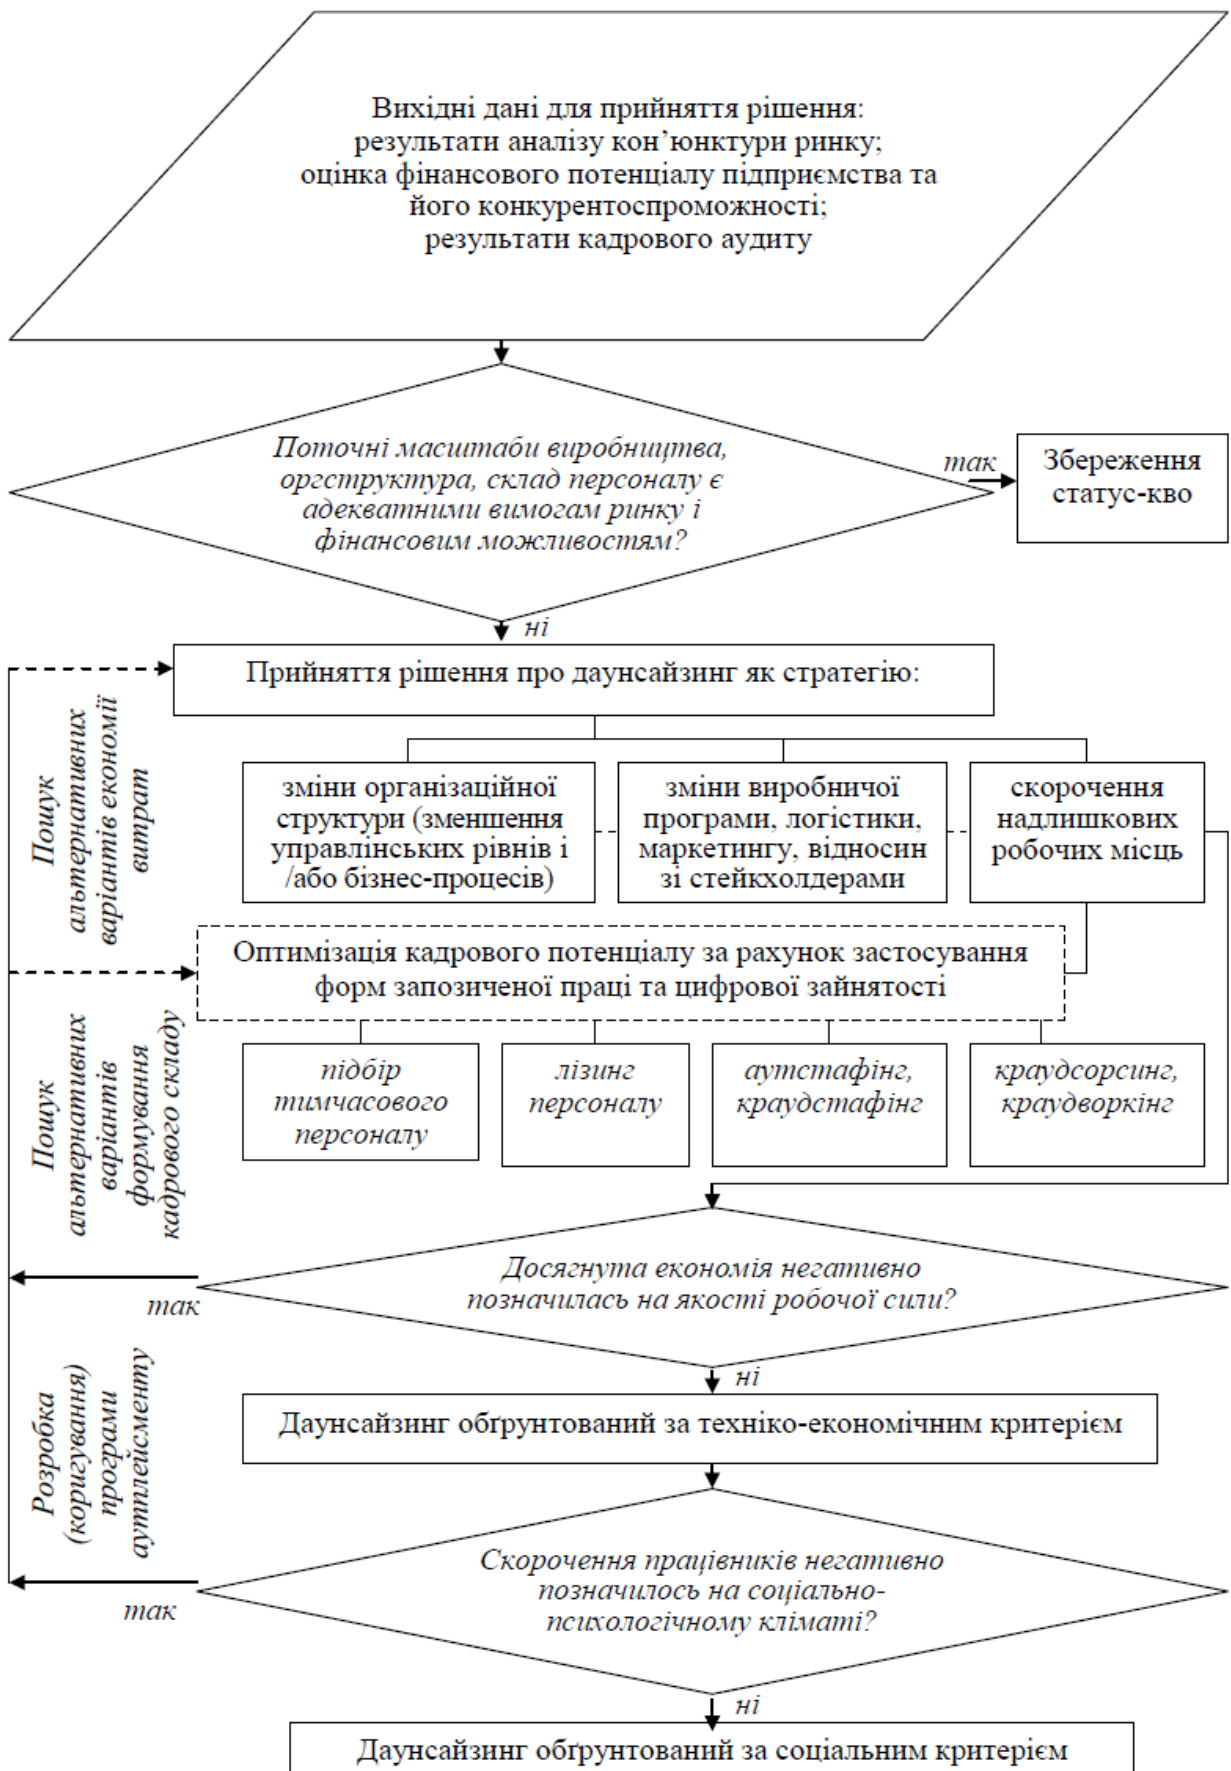 Вихідні дані для прийняття рішення:
результати аналізу кон’юнктури ринку;
оцінка фінансового потенціалу підприємства та
його конкурентоспроможності;
результати кадрового аудиту
Поточні масштаби виробництва,
оргструктура, склад персоналу є
адекватними вимогам ринку і
фінансовим можливостям?
так
Збереження
статус-кво
ні
Прийняття рішення про даунсайзинг як стратегію:
Пошук
альтернативних
варіантів економії
витрат
зміни організаційної
структури (зменшення
управлінських рівнів і
/або бізнес-процесів)
зміни виробничої
програми, логістики,
маркетингу, відносин
зі стейкхолдерами
скорочення
надлишкових
робочих місць
Оптимізація кадрового потенціалу за рахунок застосування
форм запозиченої праці та цифрової зайнятості
Пошук
альтернативних
варіантів
формування
кадрового складу
підбір
тимчасового
персоналу
лізинг
персоналу
аутстафінг,
краудстафінг
краудсорсинг,
краудворкінг
Досягнута економія негативно
позначилась на якості робочої сили?
так
ні
Розробка
(коригування)
програми
аутплейсменту
Даунсайзинг обґрунтований за техніко-економічним критерієм
Скорочення працівників негативно
позначилось на соціально-
психологічному кліматі?
так
ні
Даунсайзинг обґрунтований за соціальним критерієм